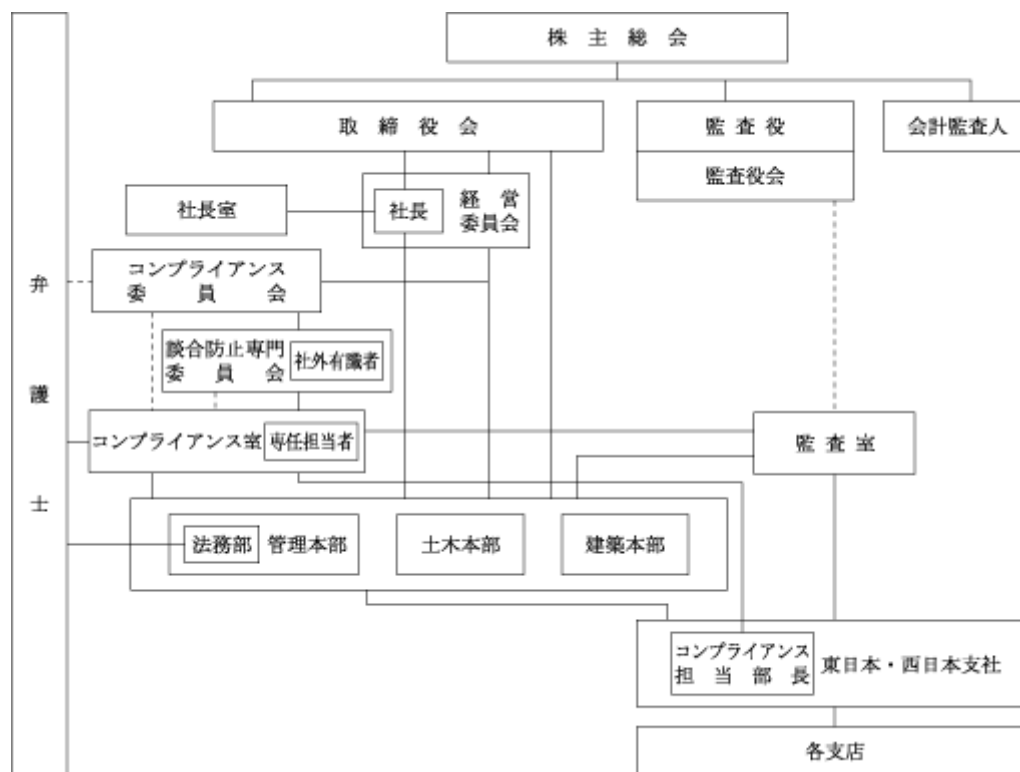 株主総会
取締役会
監査役
会計監査人
監査役会
社長室
社長
経営
委員会
コンプライアンス
委員会
談合防止専門
委員会
社外有識者
弁護士
コンプライアンス室
専任担当者
監査室
法務部
管理本部
土木本部
建築本部
コンプライアンス
担当部長
東日本・西日本支社
各支店